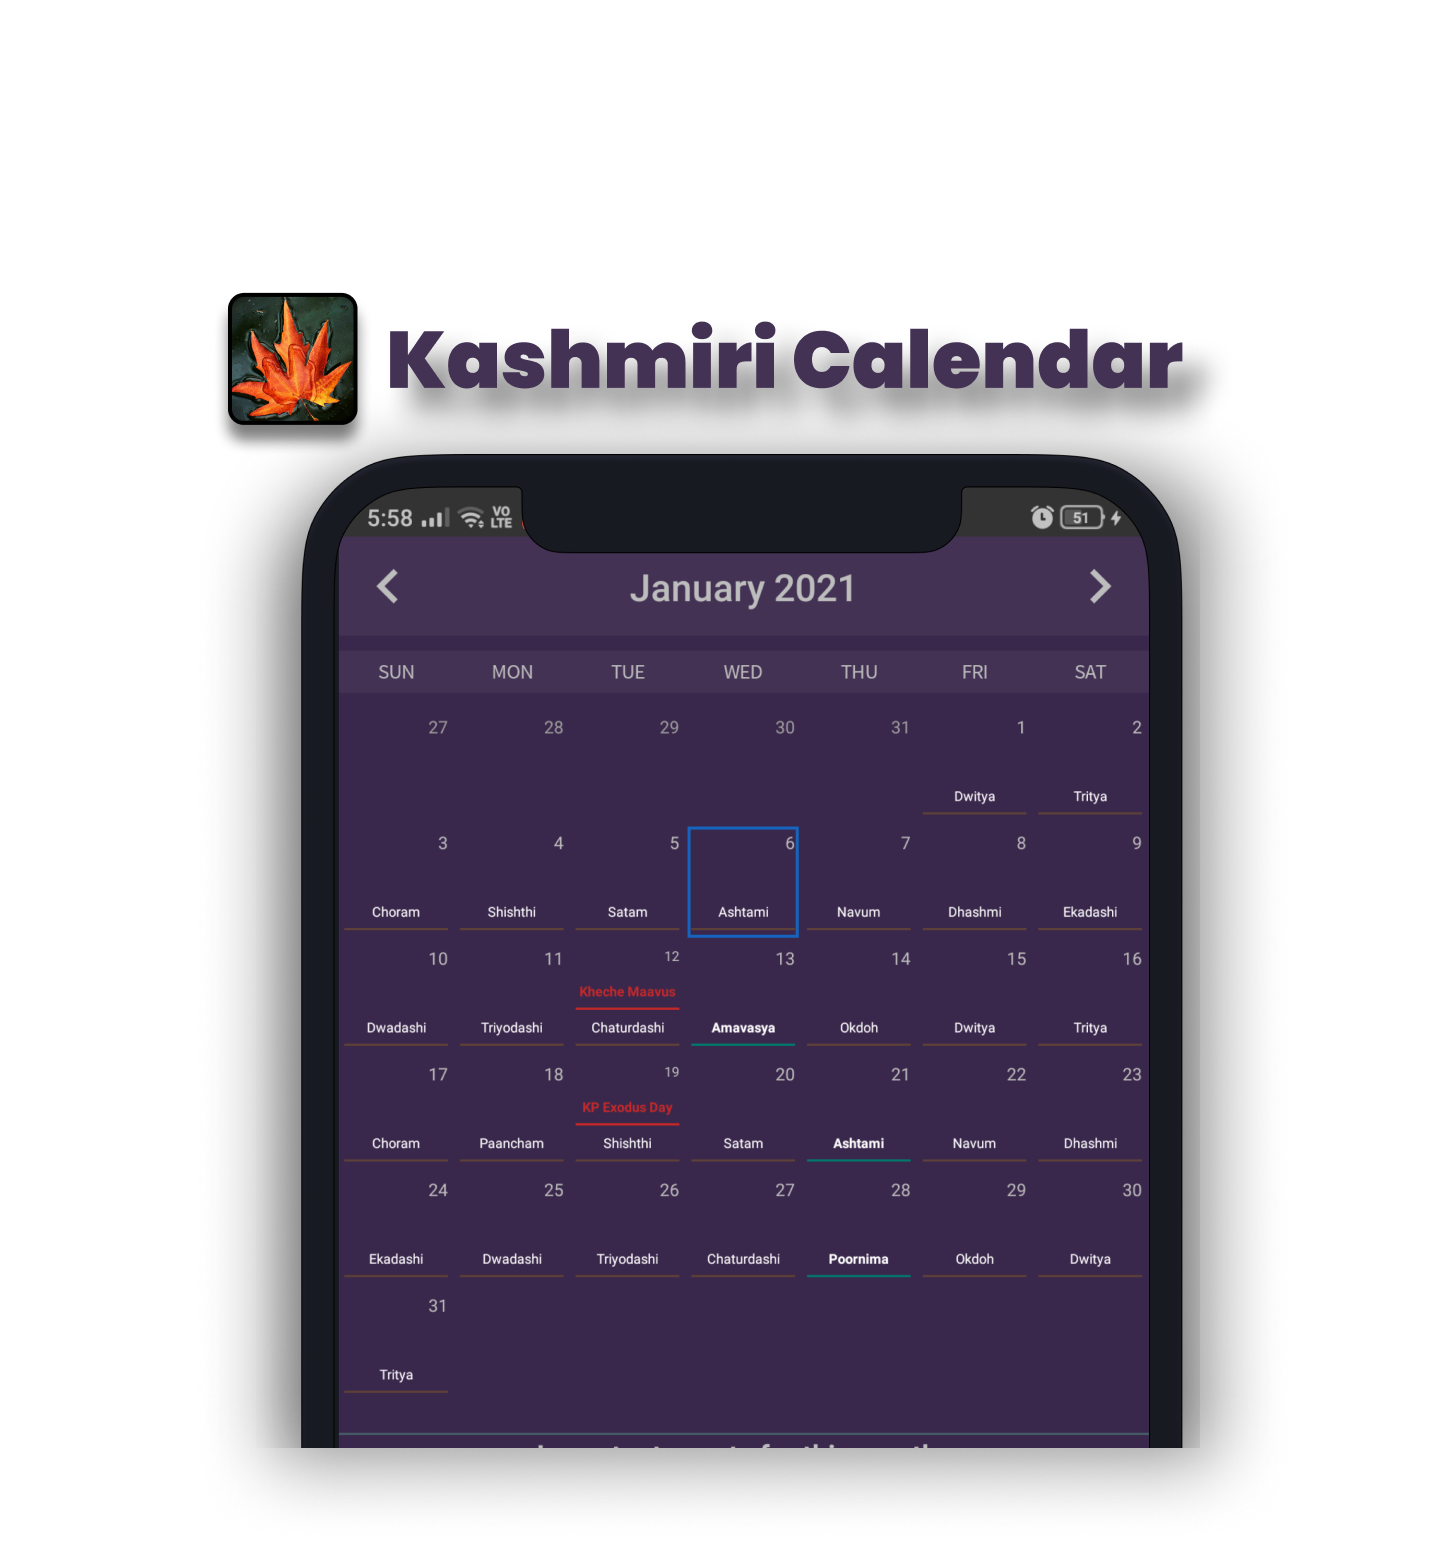 Kashmiri Calendar
5:58 VO LTE 51
January 2021
SUN MON TUE WED THU FRI SAT
27 28 29 30 31 1 2
Dwitya Tritya
3 4 5 6 7 8 9
Choram Shishthi Satam Ashtami Navum Dhashmi Ekadashi
10 11 12 13 14 15 16
Kheche Maavus
Dwadashi Triyodashi Chaturdashi Amavasya Okdoh Dwitya Tritya
17 18 19 20 21 22 23
KP Exodus Day
Choram Paancham Shishthi Satam Ashtami Navum Dhashmi
24 25 26 27 28 29 30
Ekadashi Dwadashi Triyodashi Chaturdashi Poornima Okdoh Dwitya
31
Tritya